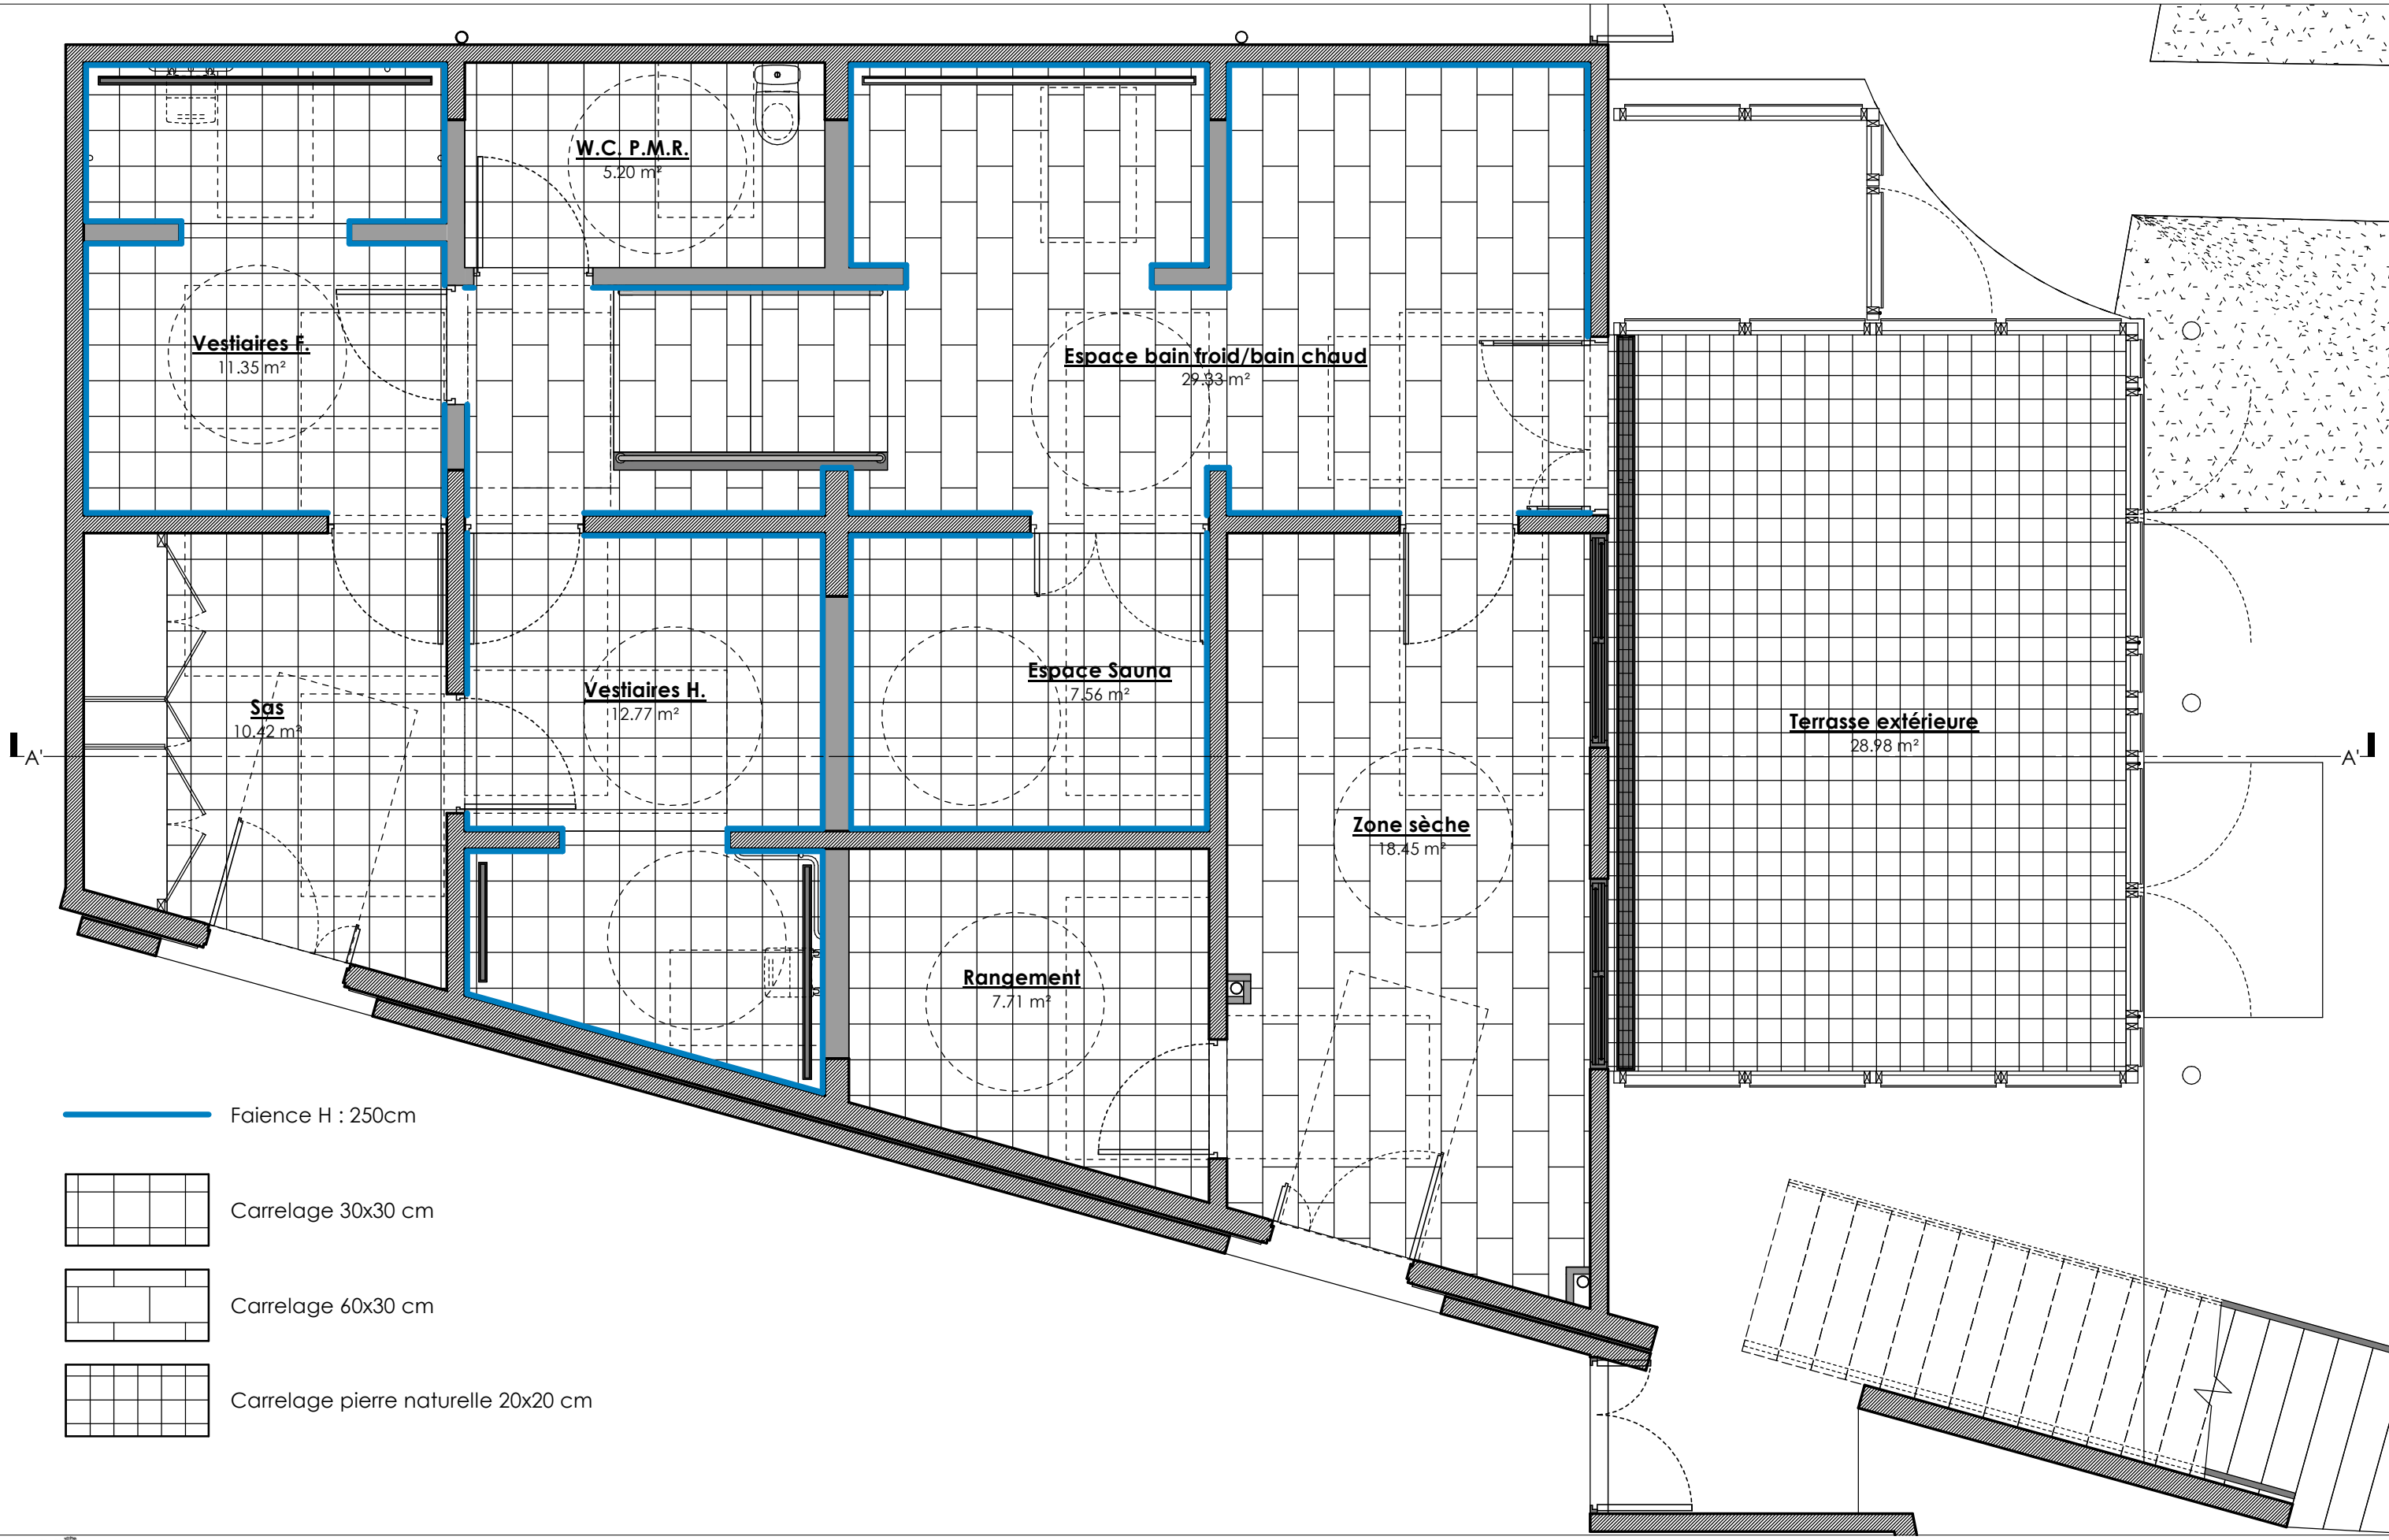 W.C. P.M.R.
5.20 m²
Vestiaires F.
11.35 m²
Espace bain froid/bain chaud
29.33 m²
Sas
10.42 m²
Vestiaires H.
12.77 m²
Espace Sauna
7.56 m²
Terrasse extérieure
28.98 m²
A'
A'
Zone sèche
18.45 m²
Rangement
7.71 m²
Faience H : 250cm
Carrelage 30x30 cm
Carrelage 60x30 cm
Carrelage pierre naturelle 20x20 cm